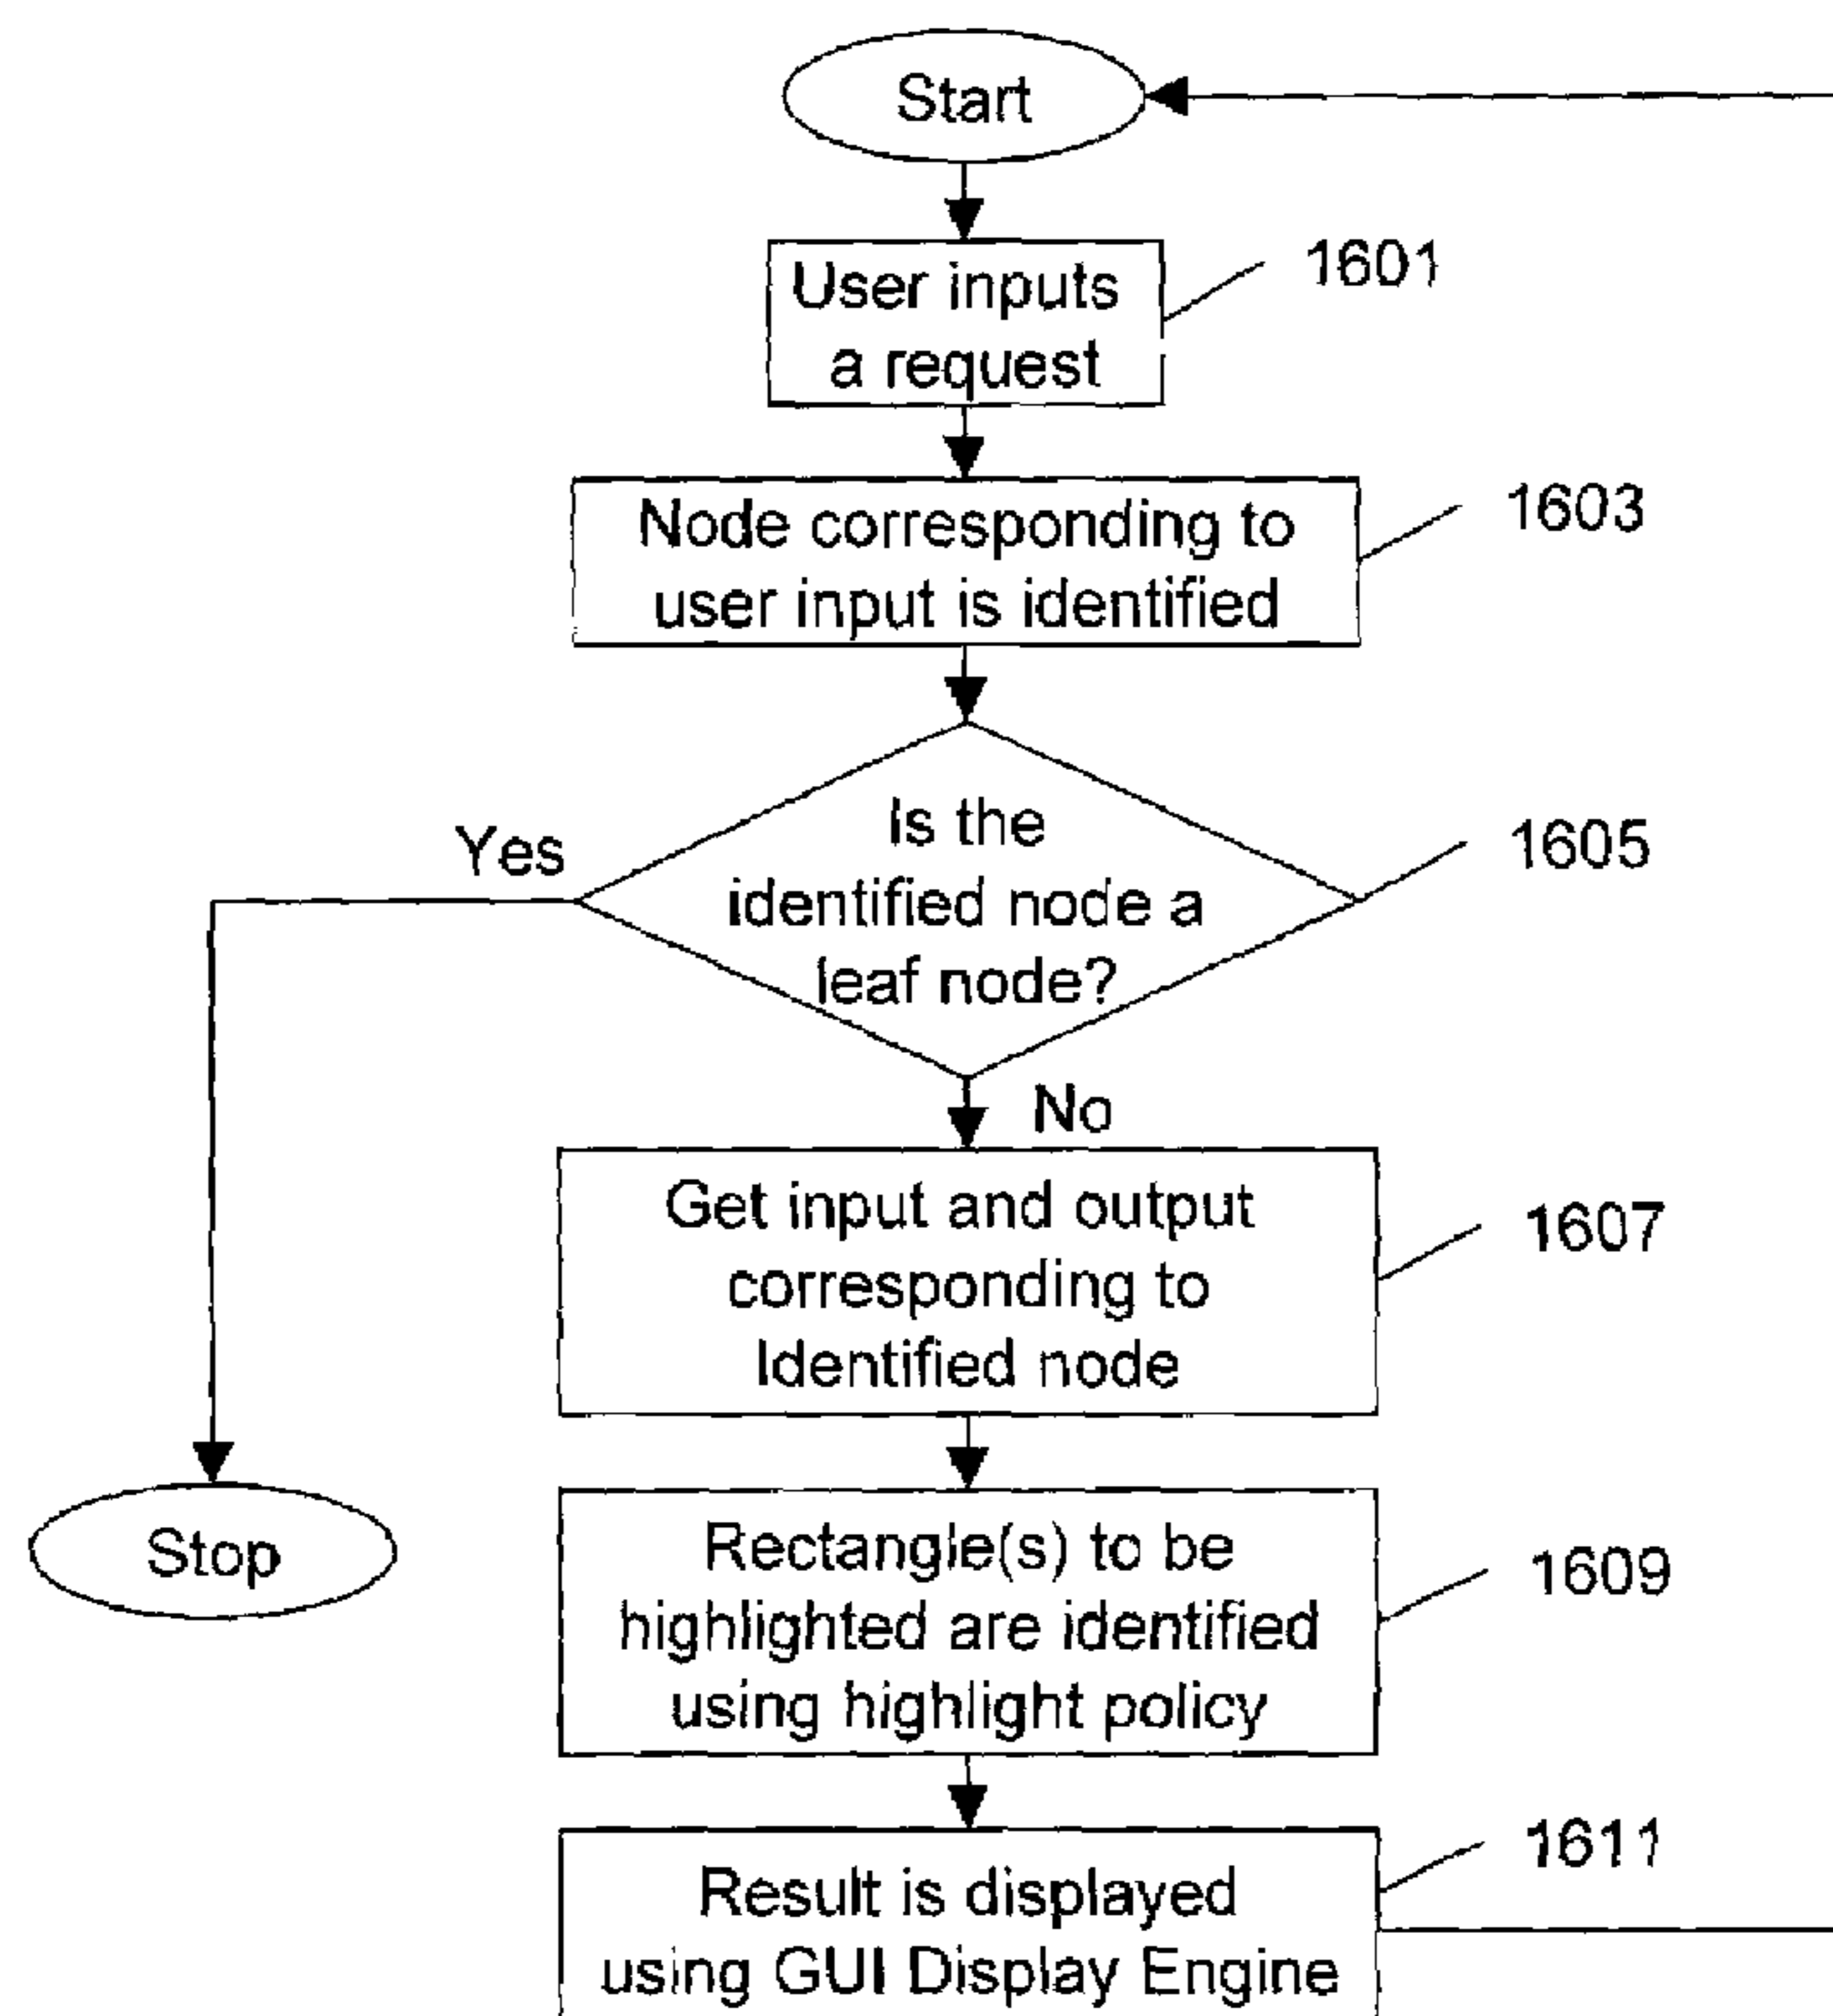 Start
User inputs
a request
1601
Node corresponding to
user input is identified
1603
Is the
identified node a
leaf node?
1605
Yes
No
Get input and output
corresponding to
Identified node
1607
Stop
Rectangle(s) to be
highlighted are identified
using highlight policy
1609
Result is displayed
using GUI Display Engine
1611